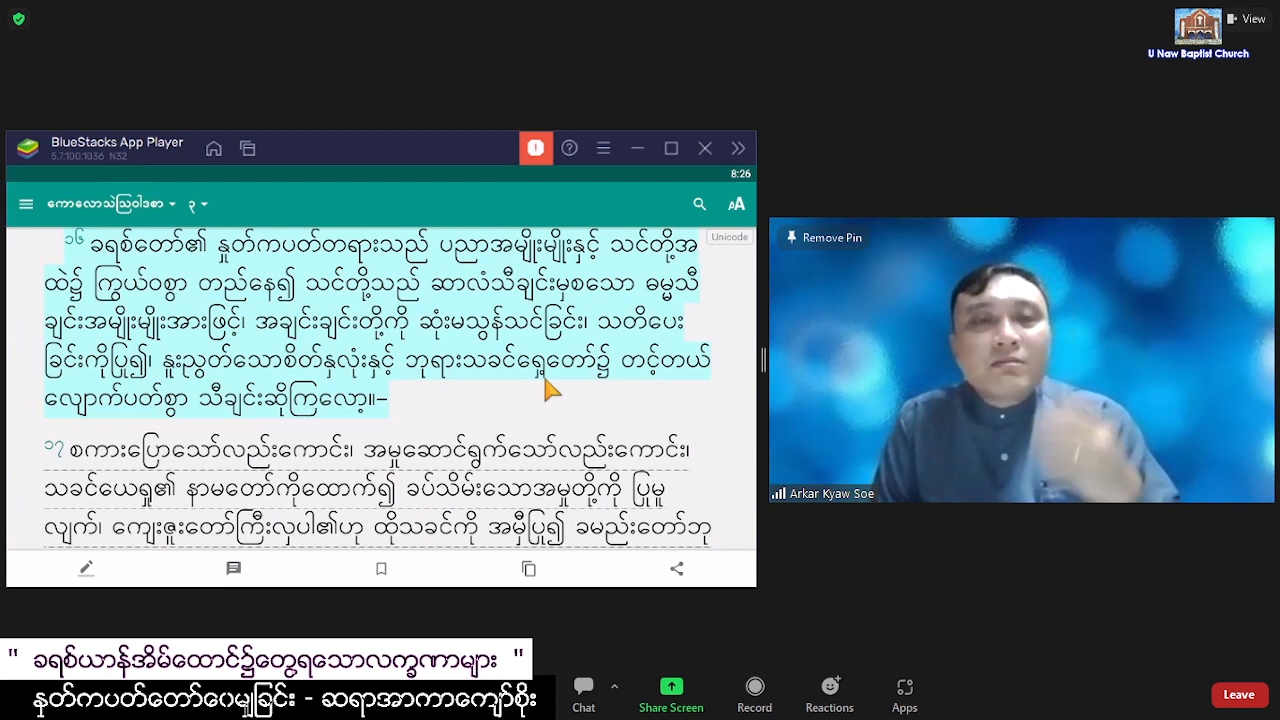 View
U Naw Baptist Church
BlueStacks App Player
5.7.100.1036 N32
8:26
ကောလောသဲသြဝါဒစာ ၃
AA
Unicode
၁၆ ခရစ်တော်၏ နှုတ်ကပတ်တရားသည် ပညာအမျိုးမျိုးနှင့် သင်တို့အ
ထဲ၌ ကြွယ်ဝစွာ တည်နေ၍ သင်တို့သည် ဆာလံသီချင်းမှစသော ဓမ္မသီ
ချင်းအမျိုးမျိုးအားဖြင့်၊ အချင်းချင်းတို့ကို ဆုံးမသွန်သင်ခြင်း၊ သတိပေး
ခြင်းကိုပြု၍၊ နူးညွတ်သောစိတ်နှလုံးနှင့် ဘုရားသခင်ရှေ့တော်၌ တင့်တယ်
လျောက်ပတ်စွာ သီချင်းဆိုကြလော့။–
၁၇ စကားပြောသော်လည်းကောင်း၊ အမှုဆောင်ရွက်သော်လည်းကောင်း၊
သခင်ယေရှု၏ နာမတော်ကိုထောက်၍ ခပ်သိမ်းသောအမှုတို့ကို ပြုမူ
လျက်၊ ကျေးဇူးတော်ကြီးလှပါ၏ဟု ထိုသခင်ကို အမှီပြု၍ ခမည်းတော်ဘု
Remove Pin
Arkar Kyaw Soe
" ခရစ်ယာန်အိမ်ထောင်၌တွေ့ရသောလက္ခဏာများ "
နှုတ်ကပတ်တော်ဝေမျှခြင်း - ဆရာအာကာကျော်စိုး
Chat
Share Screen
Record
Reactions
Apps
Leave